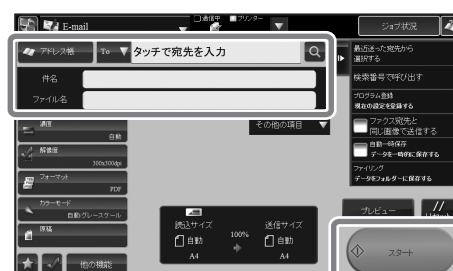 E-mail
通信中 プリンター
ジョブ状況
アドレス帳 To タッチで宛先を入力
件名
ファイル名
最近送った宛先から
選択する
検索番号で呼び出す
プログラム登録
現在の設定を登録する
ファクス宛先と
同じ画像で送信する
自動一時保存
データを一時的に保存する
ファイリング
データをフォルダーに保存する
その他の項目
濃度
自動
解像度
300x300dpi
フォーマット
PDF
カラーモード
自動/グレースケール
原稿
他の機能
読込サイズ 送信サイズ
100%
自動 自動
A4 A4
プレビュー
スタート